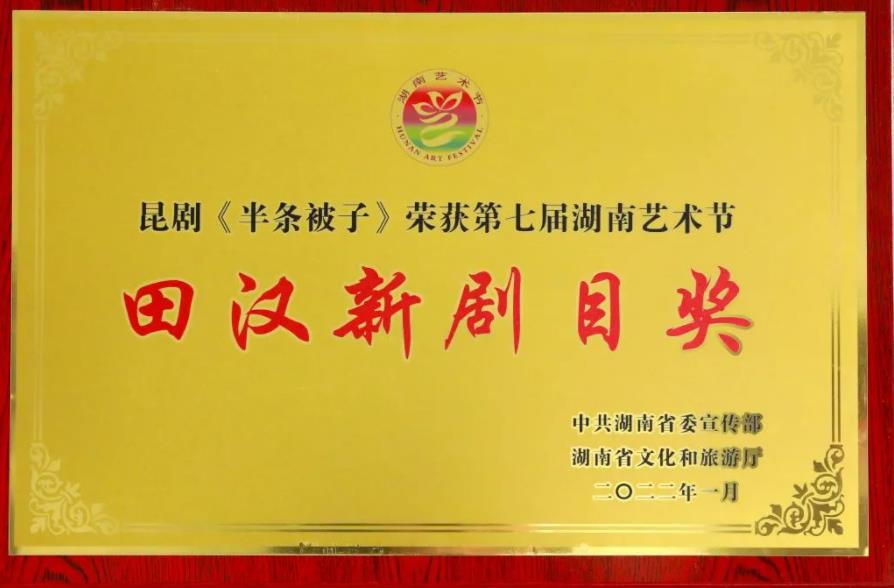 湖南艺术节
HUNAN ART FESTIVAL
昆剧《半条被子》荣获第七届湖南艺术节
田汉新剧目奖
中共湖南省委宣传部
湖南省文化和旅游厅
二〇二二年一月